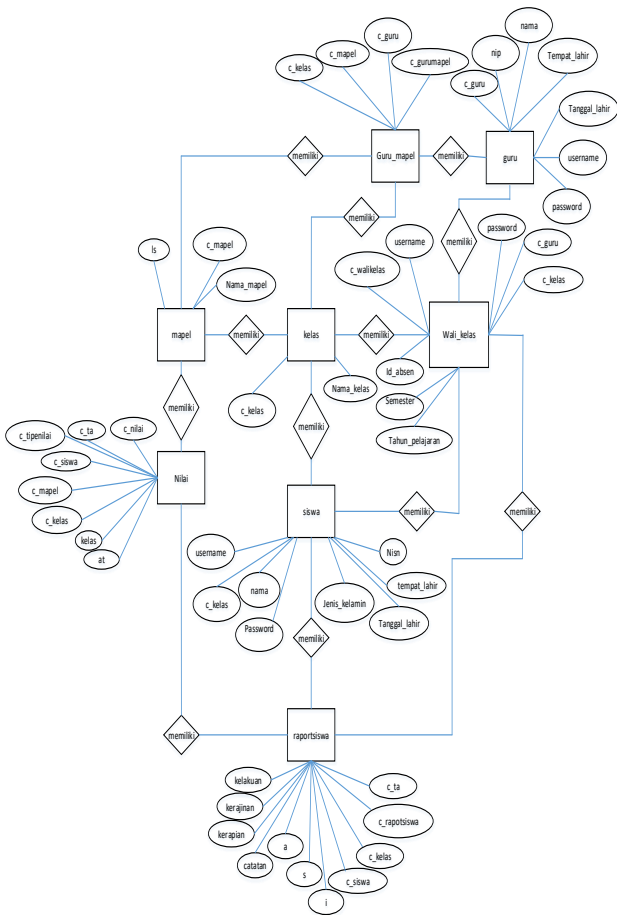 nama
c_guru
nip
c_mapel
Tempat_lahir
c_kelas
c_gurumapel
c_guru
Tanggal_lahir
memiliki
Guru_mapel
memiliki
guru
username
password
memiliki
password
username
memiliki
c_guru
ls
c_mapel
c_walikelas
c_kelas
Nama_mapel
mapel
memiliki
kelas
memiliki
Wali_kelas
Id_absen
Nama_kelas
c_kelas
Semester
memiliki
memiliki
Tahun_pelajaran
c_ta
c_nilai
c_tipenilai
c_siswa
Nilai
c_mapel
c_kelas
kelas
at
siswa
memiliki
memiliki
username
Nisn
nama
tempat_lahir
c_kelas
Jenis_kelamin
Tanggal_lahir
Password
memiliki
memiliki
raportsiswa
kelakuan
c_ta
kerajinan
c_rapotsiswa
kerapian
a
c_kelas
catatan
s
c_siswa
i